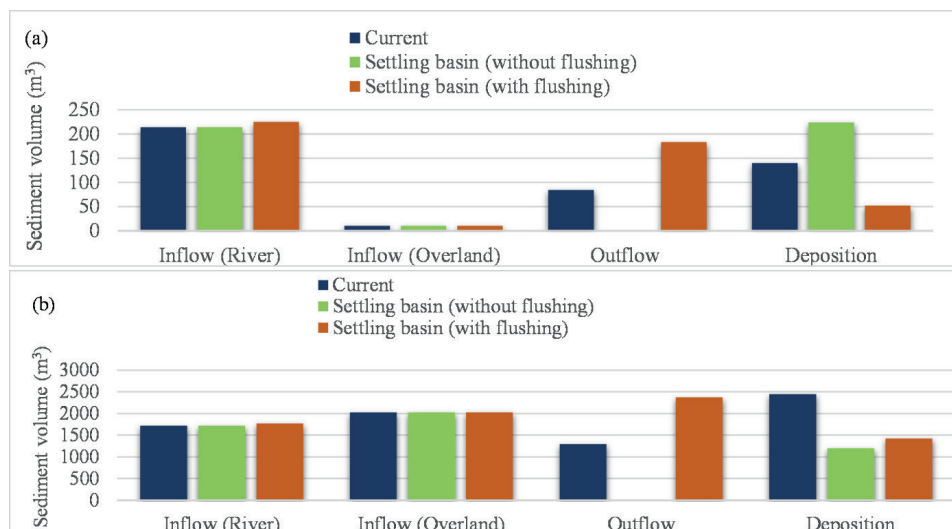 (a)
Current
Settling basin (without flushing)
Settling basin (with flushing)
Sediment volume (m³)
250
200
150
100
50
0
Inflow (River) Inflow (Overland) Outflow Deposition
(b)
Current
Settling basin (without flushing)
Settling basin (with flushing)
Sediment volume (m³)
3000
2500
2000
1500
1000
500
0
Inflow (River) Inflow (Overland) Outflow Deposition